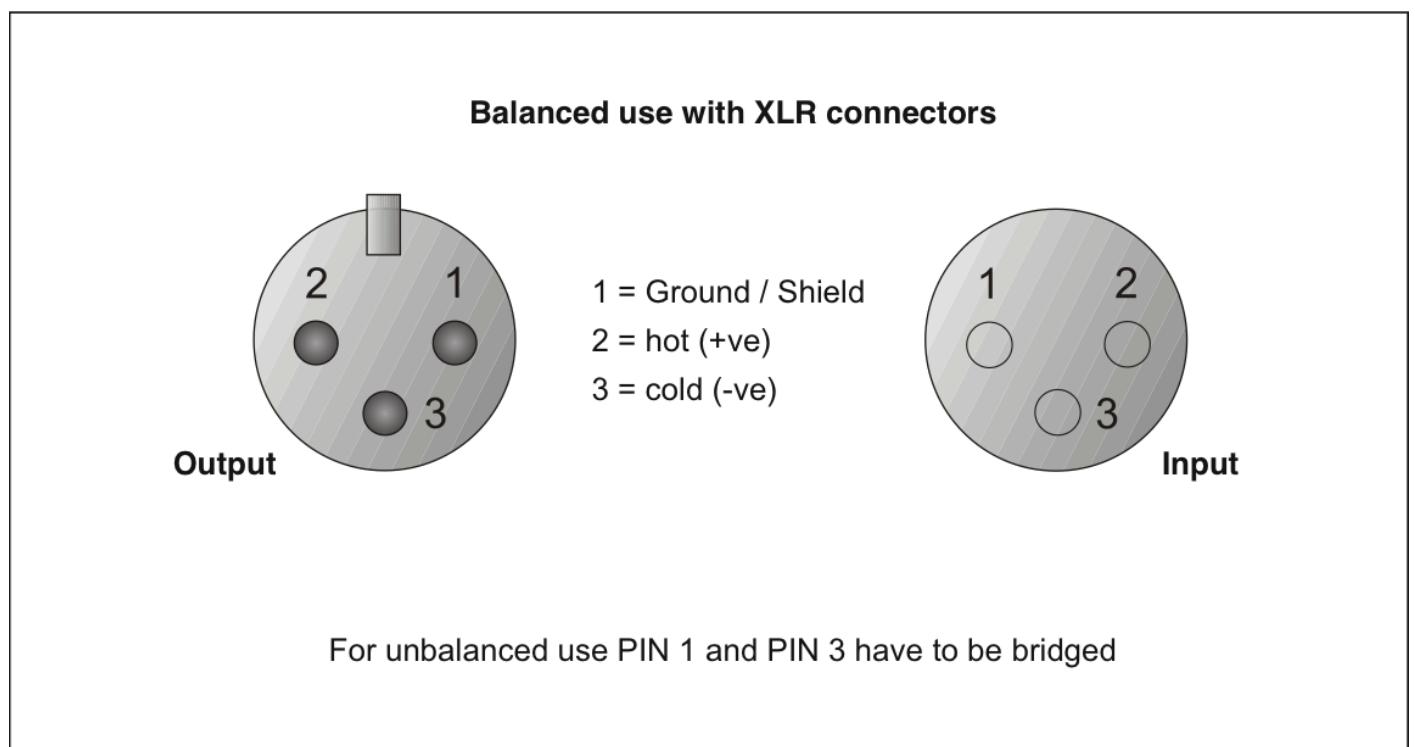 Balanced use with XLR connectors
2 1
3
Output
1 = Ground / Shield
2 = hot (+ve)
3 = cold (-ve)
1 2
3
Input
For unbalanced use PIN 1 and PIN 3 have to be bridged